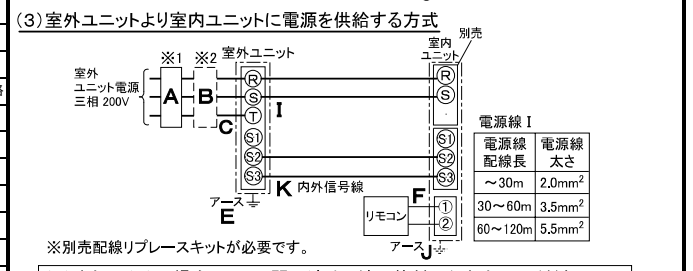 (3)室外ユニットより室内ユニットに電源を供給する方式
※1 ※2 室外ユニット
別売
室内
ユニット
室外
ユニット電源
三相 200V
A B
C
I
R
S
T
S1
S2
S3
R
S
S1
S2
S3
K 内外信号線
アース
E
F
リモコン
①
②
アース J
電源線 I
電源線配線長 電源線太さ
～30m 2.0mm²
30～60m 3.5mm²
60～120m 5.5mm²
※別売配線リプレースキットが必要です。